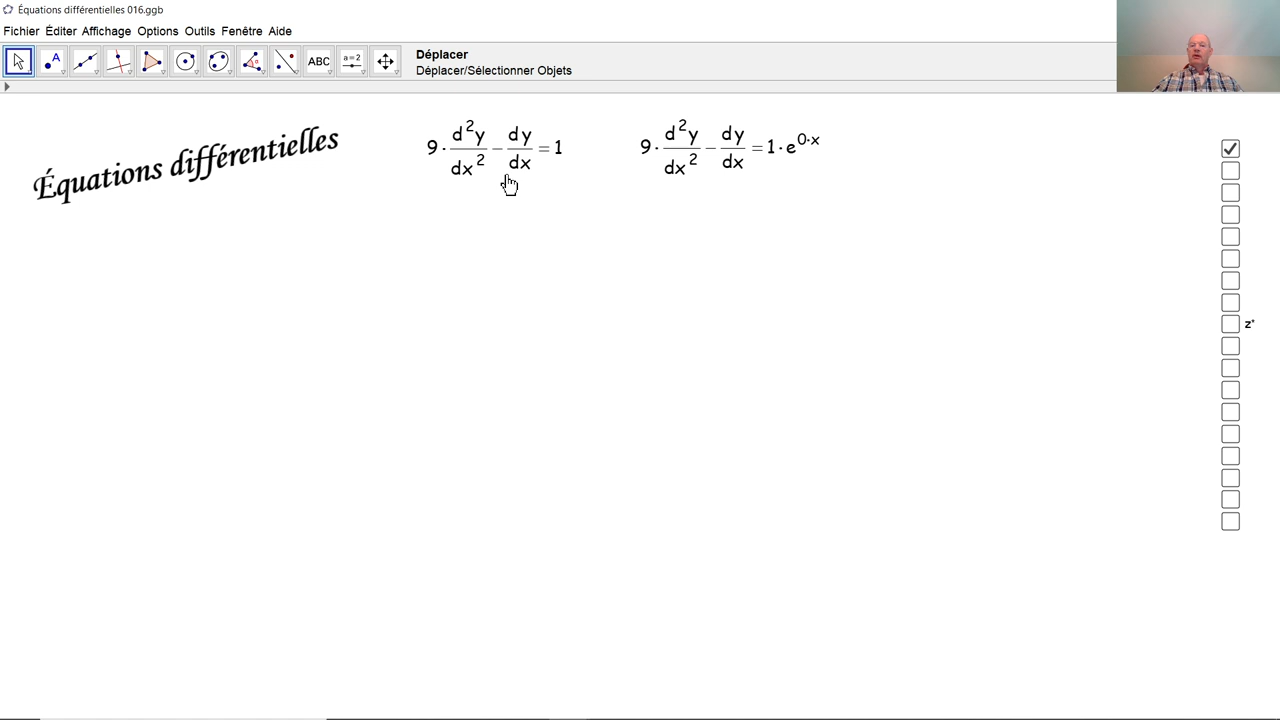 Équations différentielles 016.ggb
Fichier Éditer Affichage Options Outils Fenêtre Aide
A ABC a=2
Déplacer
Déplacer/Sélectionner Objets
Équations différentielles
9·d²y/dx² − dy/dx = 1
9·d²y/dx² − dy/dx = 1·e^(0·x)
z*